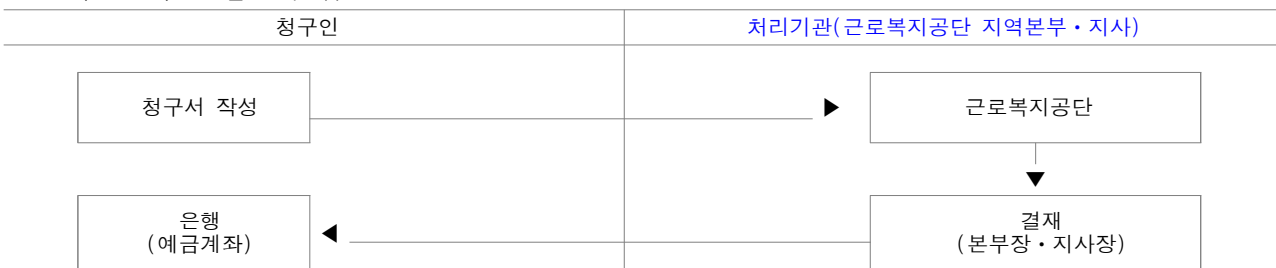 청구인
처리기관(근로복지공단 지역본부・지사)
청구서 작성
근로복지공단
은행
(예금계좌)
결재
(본부장・지사장)